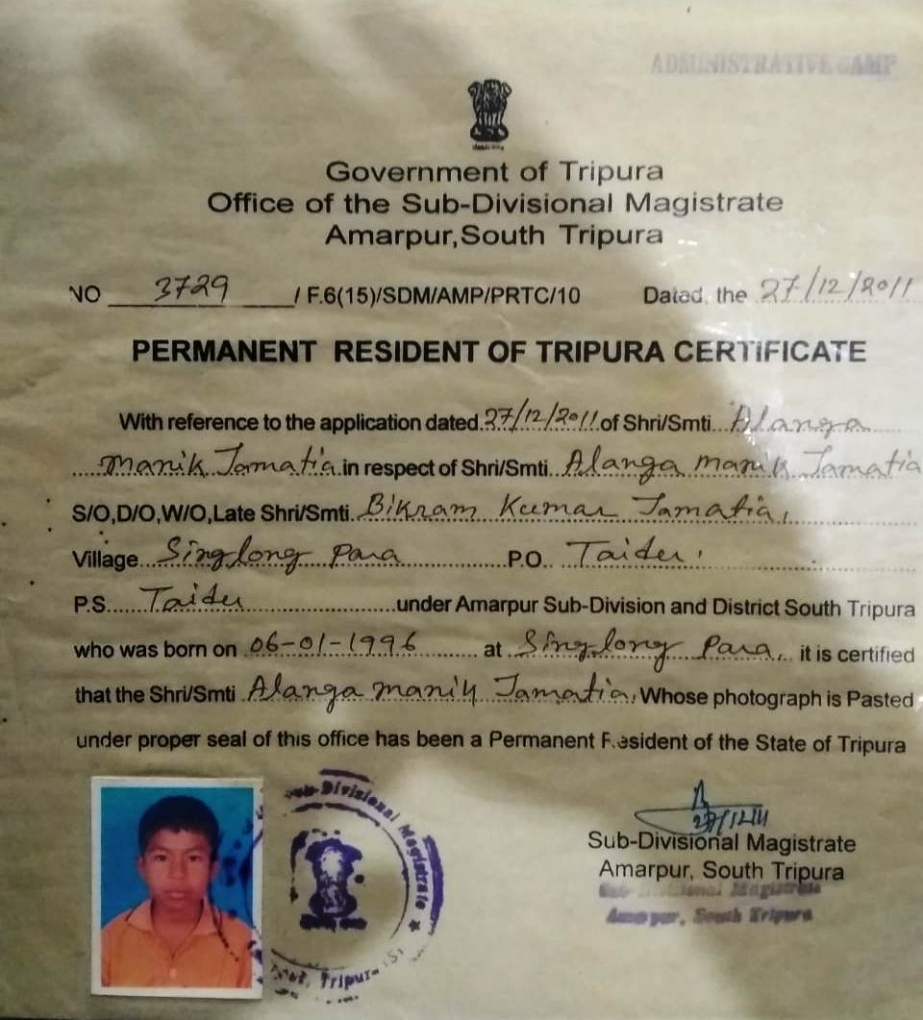 ADMINISTRATIVE CAMP
Government of Tripura
Office of the Sub-Divisional Magistrate
Amarpur,South Tripura
NO 3729 / F.6(15)/SDM/AMP/PRTC/10 Dated, the 27/12/2011
PERMANENT RESIDENT OF TRIPURA CERTIFICATE
With reference to the application dated 27/12/2011 of Shri/Smti Alanga
Manik Jamatia in respect of Shri/Smti Alanga Manik Jamatia
S/O,D/O,W/O,Late Shri/Smti. Bikram Kumar Jamatia,
Village Singlong Para P.O. Taidu,
P.S. Taidu under Amarpur Sub-Division and District South Tripura
who was born on 06-01-1996 at Singlong Para, it is certified
that the Shri/Smti Alanga Manik Jamatia, Whose photograph is Pasted
under proper seal of this office has been a Permanent Resident of the State of Tripura
Sub-Divisional Magistrate ★
Tripura (S)
27/12/11
Sub-Divisional Magistrate
Amarpur, South Tripura
Sub-Divisional Magistrate
Amarpur, South Tripura